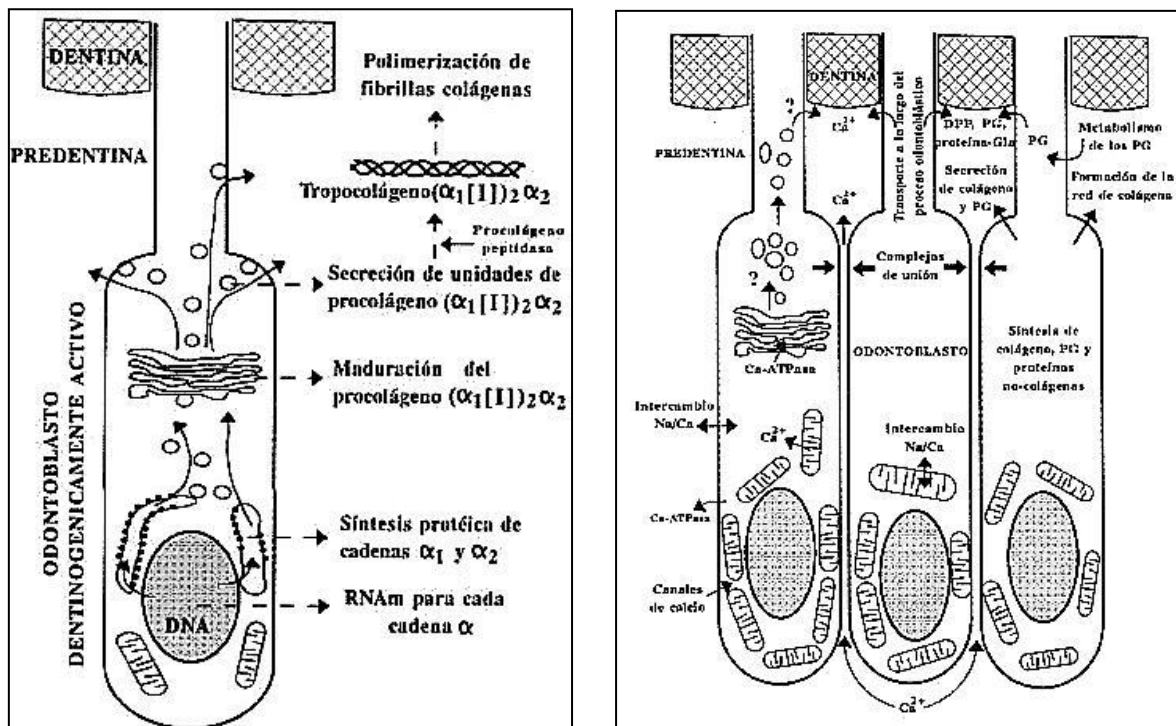 DENTINA
PREDENTINA
Polimerización de
fibrillas colágenas
Tropocolágeno(α1[I])2α2
Procolágeno
peptidasa
Secreción de unidades de
procolágeno (α1[I])2α2
Maduración del
procolágeno (α1[I])2α2
Síntesis protéica de
cadenas α1 y α2
RNAm para cada
cadena α
DNA
ODONTOBLASTO
DENTINOGENICAMENTE ACTIVO
DENTINA
PREDENTINA
?
Ca2+
Ca2+
Transporte a lo largo del
proceso odontoblástico
DPP, PG,
proteína-Gla
PG
Metabolismo
de los PG
Secreción
de colágeno
y PG
Formación de la
red de colágena
Complejos
de unión
?
Ca-ATPasa
ODONTOBLASTO
Síntesis de
colágeno, PG y
proteínas
no-colágenas
Intercambio
Na/Ca
Ca2+
Intercambio
Na/Ca
Ca-ATPasa
Canales
de calcio
Ca2+